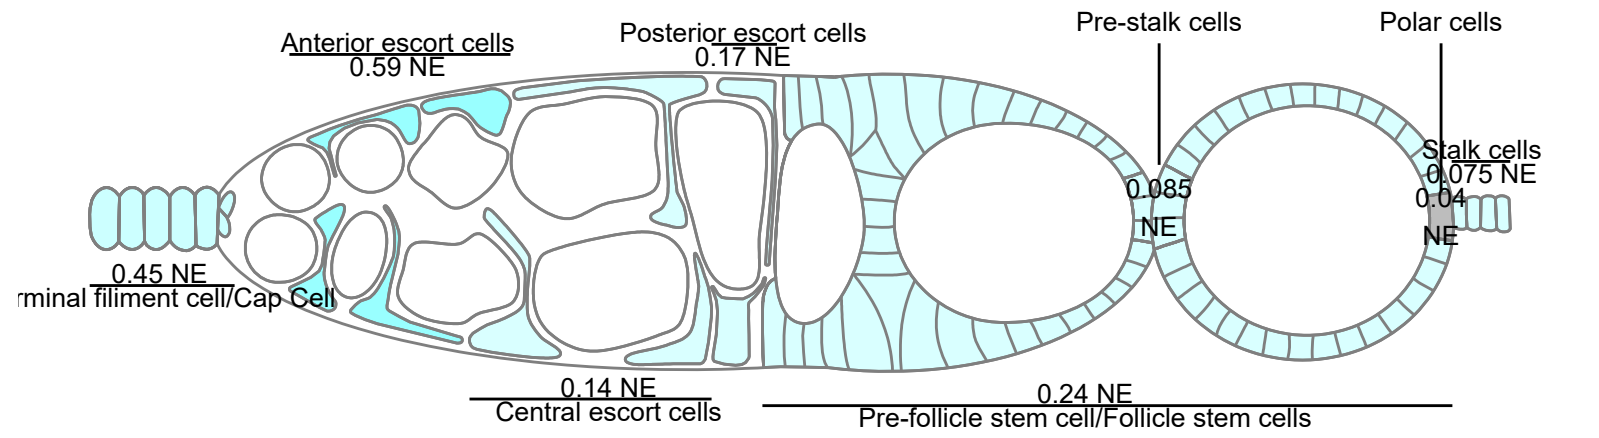 Pre-stalk cells
Polar cells
Posterior escort cells
0.17 NE
Anterior escort cells
0.59 NE
Stalk cells
0.075 NE
0.085
NE
0.04
NE
0.45 NE
rminal filiment cell/Cap Cell
0.14 NE
Central escort cells
0.24 NE
Pre-follicle stem cell/Follicle stem cells